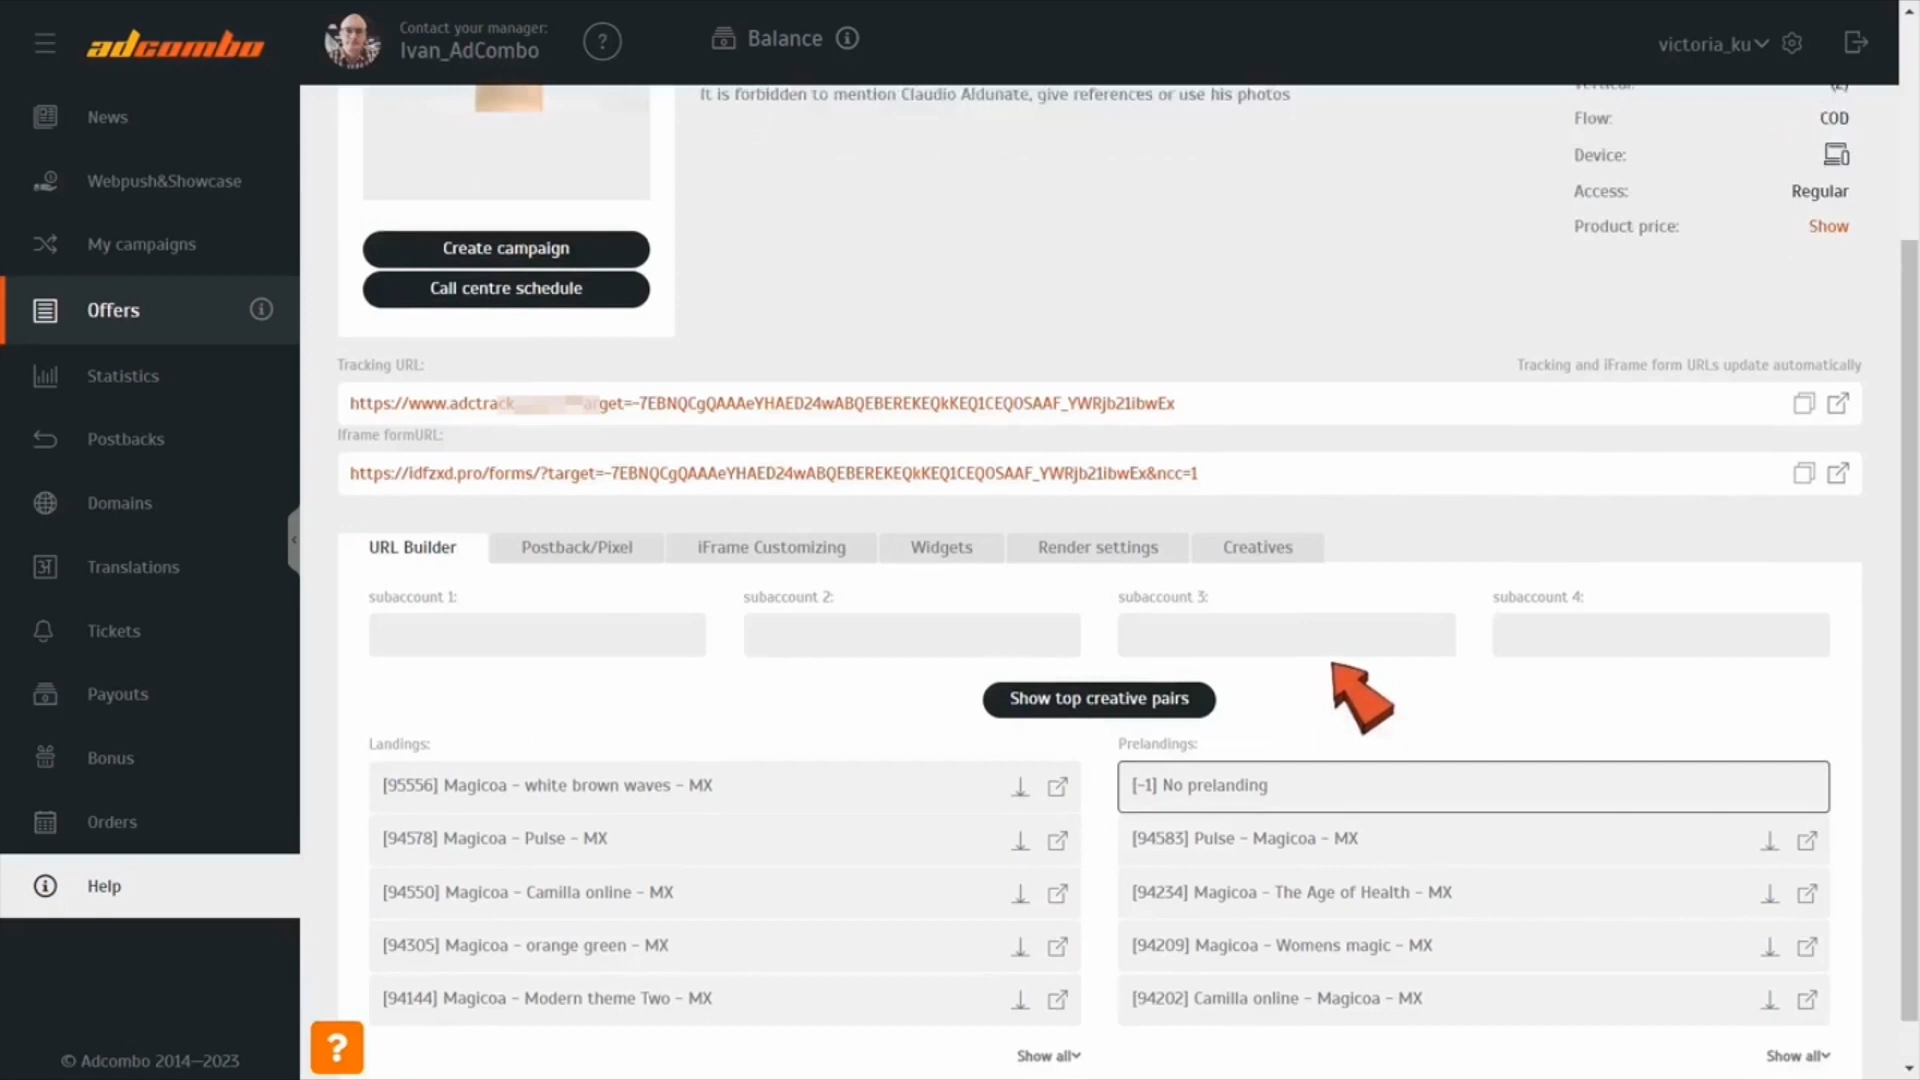 adcombo
Contact your manager:
Ivan_AdCombo
?
Balance
victoria_ku
News
Webpush&Showcase
My campaigns
Offers
Statistics
Postbacks
Domains
Translations
Tickets
Payouts
Bonus
Orders
Help
© Adcombo 2014—2023
It is forbidden to mention Claudio Aldunate, give references or use his photos
Vertical:
Flow: COD
Device:
Access: Regular
Product price: Show
Create campaign
Call centre schedule
Tracking URL:
Tracking and iFrame form URLs update automatically
https://www.adctrack get=-7EBNQCgQAAAeYHAED24wABQEBEREKEQkKEQ1CEQ0SAAF_YWRjb21ibwEx
Iframe formURL:
https://idfzxd.pro/forms/?target=-7EBNQCgQAAAeYHAED24wABQEBEREKEQkKEQ1CEQ0SAAF_YWRjb21ibwEx&ncc=1
URL Builder
Postback/Pixel
iFrame Customizing
Widgets
Render settings
Creatives
subaccount 1:
subaccount 2:
subaccount 3:
subaccount 4:
Show top creative pairs
Landings:
[95556] Magicoa - white brown waves - MX
[94578] Magicoa - Pulse - MX
[94550] Magicoa - Camilla online - MX
[94305] Magicoa - orange green - MX
[94144] Magicoa - Modern theme Two - MX
Show all
Prelandings:
[-1] No prelanding
[94583] Pulse - Magicoa - MX
[94234] Magicoa - The Age of Health - MX
[94209] Magicoa - Womens magic - MX
[94202] Camilla online - Magicoa - MX
Show all
?